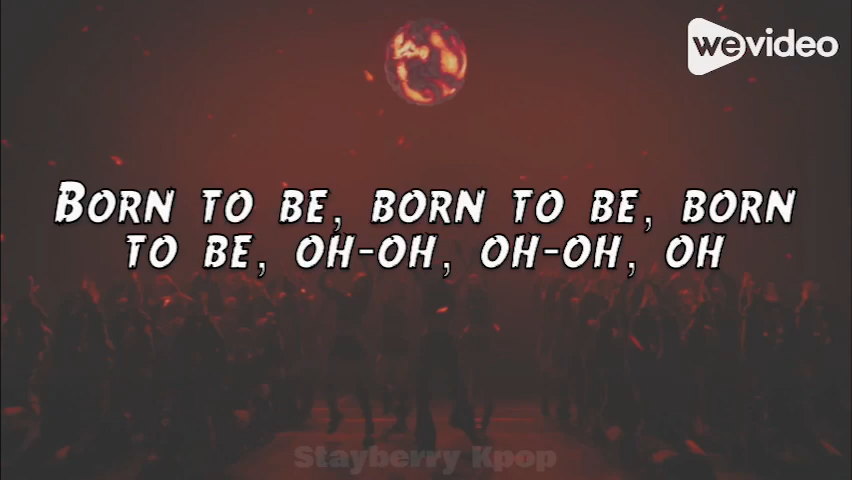 wevideo
Born to be, born to be, born
to be, oh-oh, oh-oh, oh
Stayberry Kpop